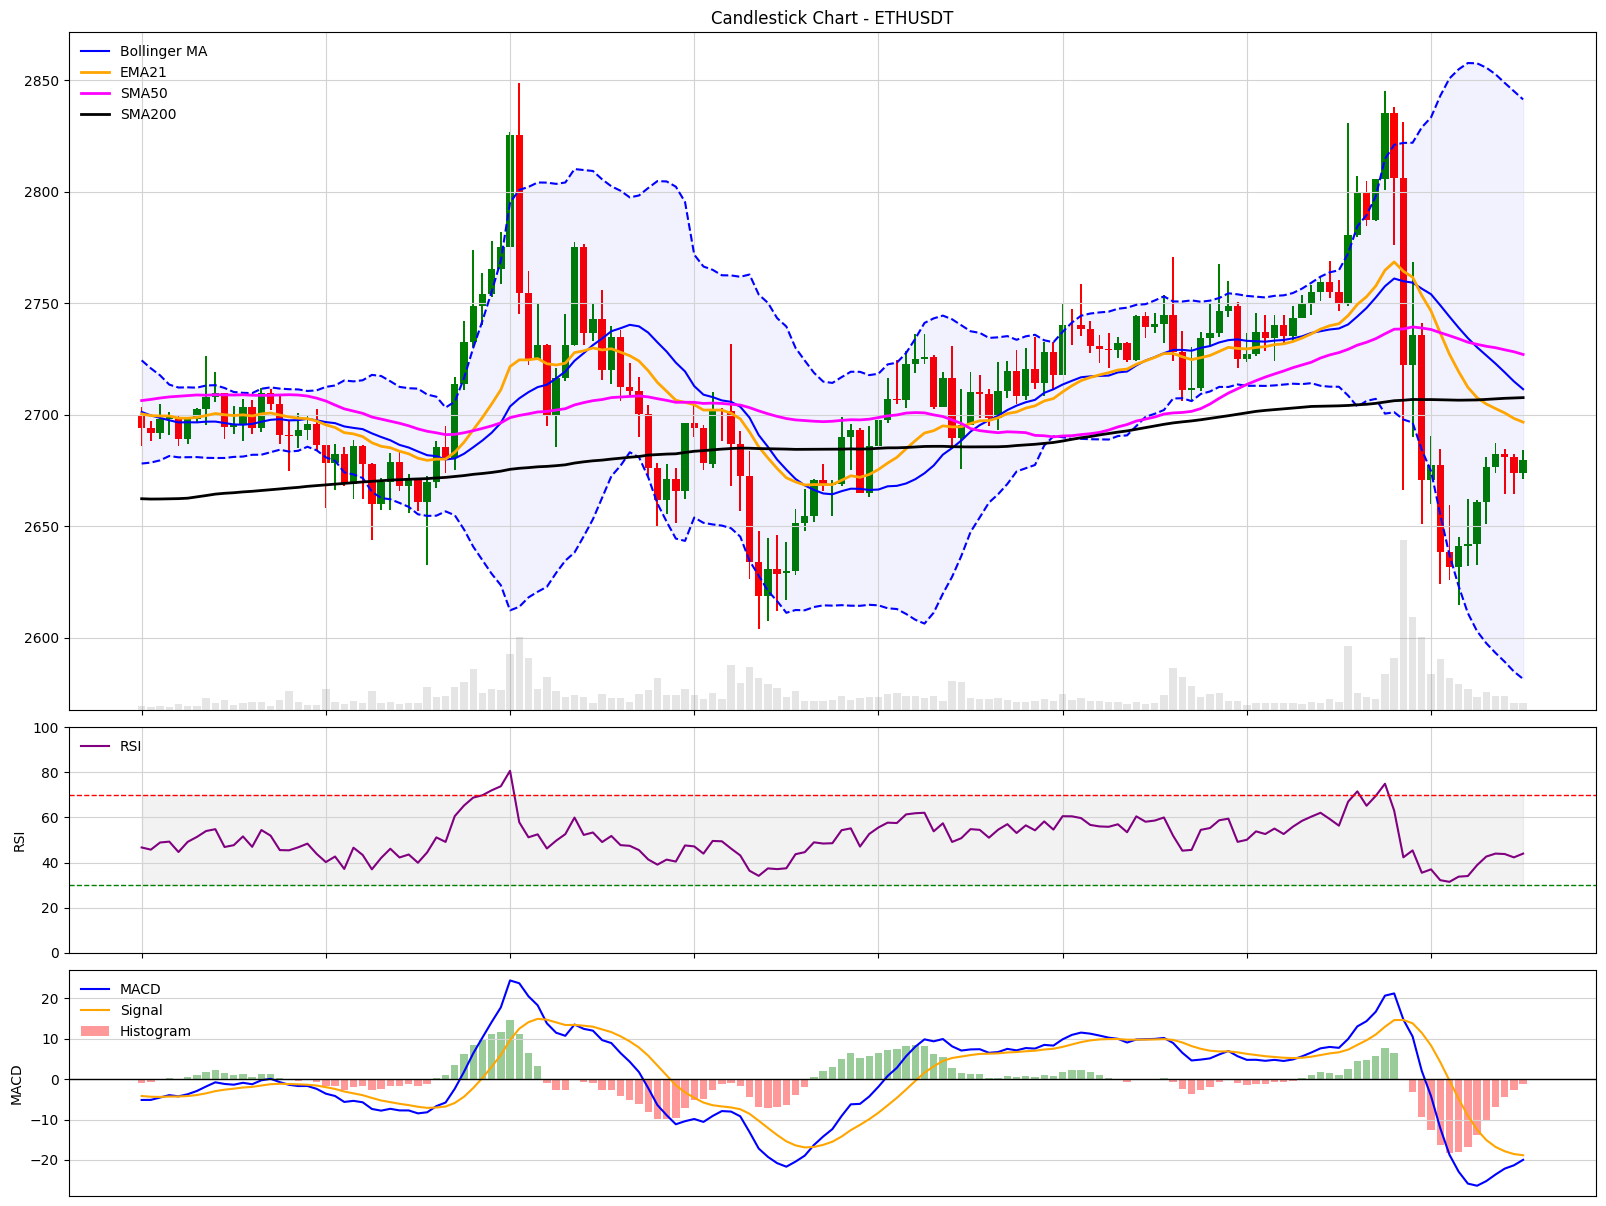 Candlestick Chart - ETHUSDT
Bollinger MA
EMA21
SMA50
SMA200
2850
2800
2750
2700
2650
2600
RSI
100
80
60
40
20
0
RSI
MACD
Signal
Histogram
20
10
0
−10
−20
MACD